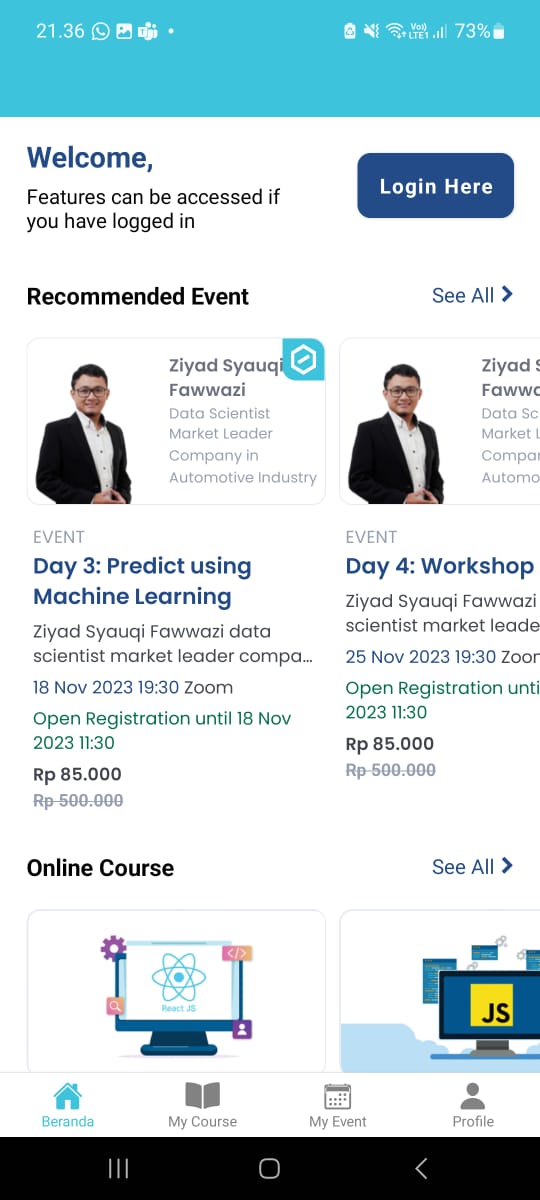 21.36
Vo)) LTE1 73%
Welcome,
Features can be accessed if
you have logged in
Login Here
Recommended Event
See All
Ziyad Syauqi
Fawwazi
Data Scientist
Market Leader
Company in
Automotive Industry
EVENT
Day 3: Predict using
Machine Learning
Ziyad Syauqi Fawwazi data
scientist market leader compa...
18 Nov 2023 19:30 Zoom
Open Registration until 18 Nov
2023 11:30
Rp 85.000
Rp 500.000
Ziyad S
Fawwa
Data Sc
Market L
Compar
Automo
EVENT
Day 4: Workshop
Ziyad Syauqi Fawwazi
scientist market leade
25 Nov 2023 19:30 Zoor
Open Registration unti
2023 11:30
Rp 85.000
Rp 500.000
Online Course
See All
React JS
</>
JS
Beranda
My Course
My Event
Profile